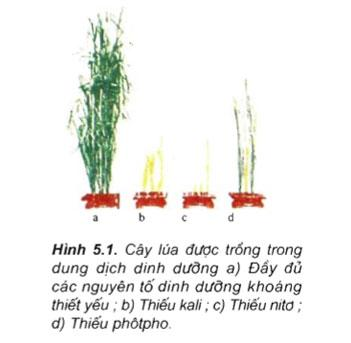 a b c d
Hình 5.1. Cây lúa được trồng trong
dung dịch dinh dưỡng a) Đầy đủ
các nguyên tố dinh dưỡng khoáng
thiết yếu ; b) Thiếu kali ; c) Thiếu nitơ ;
d) Thiếu phôtpho.